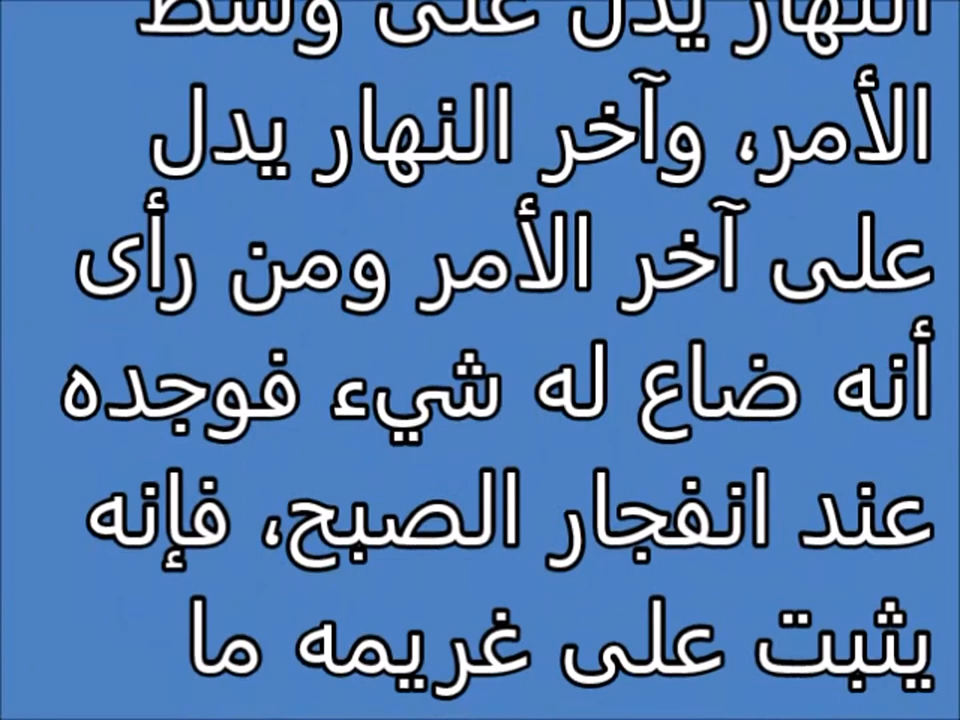 النهار يدل على وسط
الأمر، وآخر النهار يدل
على آخر الأمر ومن رأى
أنه ضاع له شيء فوجده
عند انفجار الصبح، فإنه
يثبت على غريمه ما